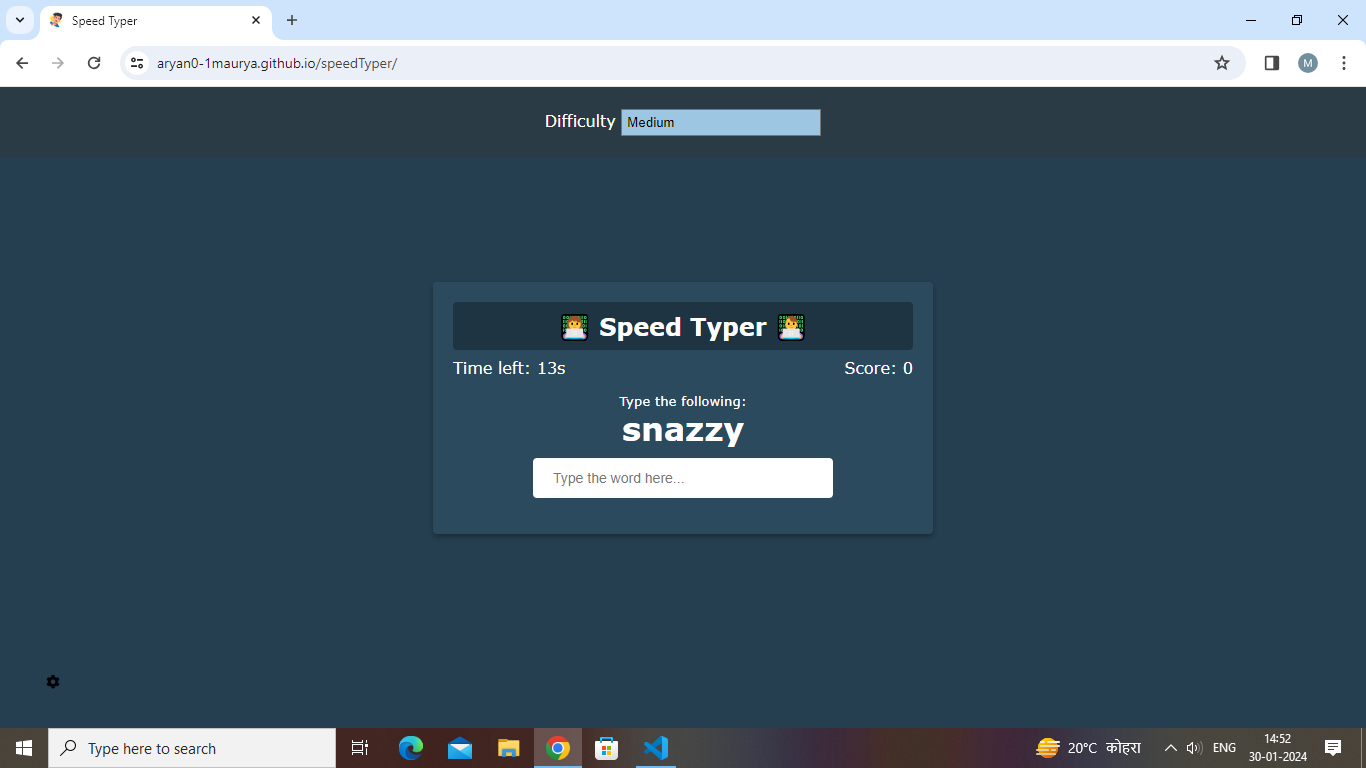 Speed Typer
aryan0-1maurya.github.io/speedTyper/
M
Difficulty Medium
Speed Typer
Time left: 13s Score: 0
Type the following:
snazzy
Type the word here...
Type here to search
20°C कोहरा
ENG
14:52
30-01-2024